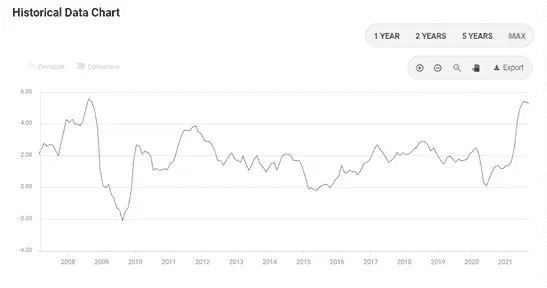 Historical Data Chart
1 YEAR 2 YEARS 5 YEARS MAX
Deviation Consensus Export
6.00
4.00
2.00
0.00
-2.00
-4.00
2008 2009 2010 2011 2012 2013 2014 2015 2016 2017 2018 2019 2020 2021